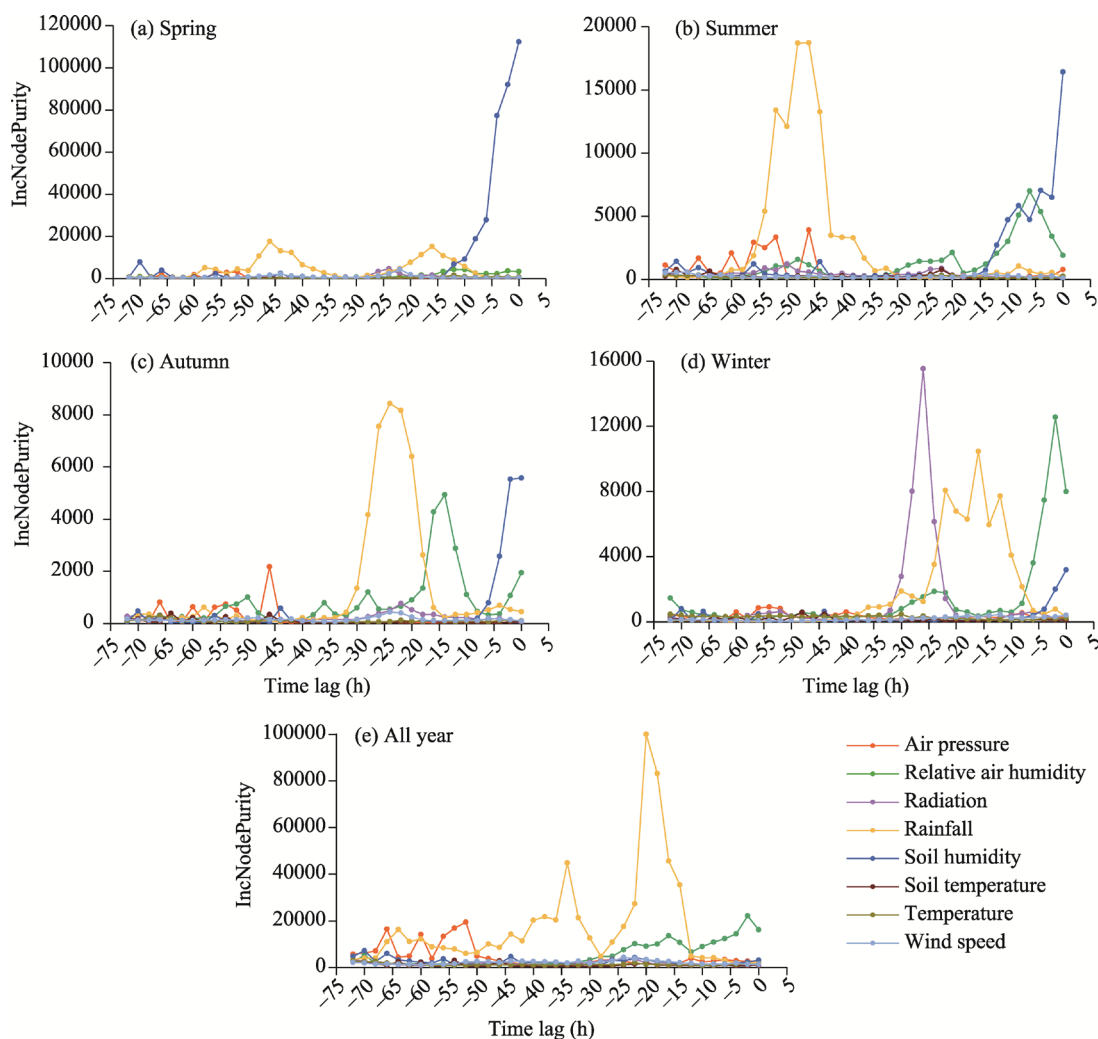 (a) Spring
120000
100000
80000
60000
40000
20000
0
IncNodePurity
−75 −70 −65 −60 −55 −50 −45 −40 −35 −30 −25 −20 −15 −10 −5 0 5
(b) Summer
20000
15000
10000
5000
0
−75 −70 −65 −60 −55 −50 −45 −40 −35 −30 −25 −20 −15 −10 −5 0 5
(c) Autumn
10000
8000
6000
4000
2000
0
IncNodePurity
−75 −70 −65 −60 −55 −50 −45 −40 −35 −30 −25 −20 −15 −10 −5 0 5
Time lag (h)
(d) Winter
16000
12000
8000
4000
0
−75 −70 −65 −60 −55 −50 −45 −40 −35 −32 −26 −20 −15 −10 −5 0 5
Time lag (h)
(e) All year
100000
80000
60000
40000
20000
0
IncNodePurity
−75 −70 −65 −60 −55 −50 −45 −40 −35 −28 −22 −20 −15 −10 −5 0 5
Time lag (h)
Air pressure
Relative air humidity
Radiation
Rainfall
Soil humidity
Soil temperature
Temperature
Wind speed